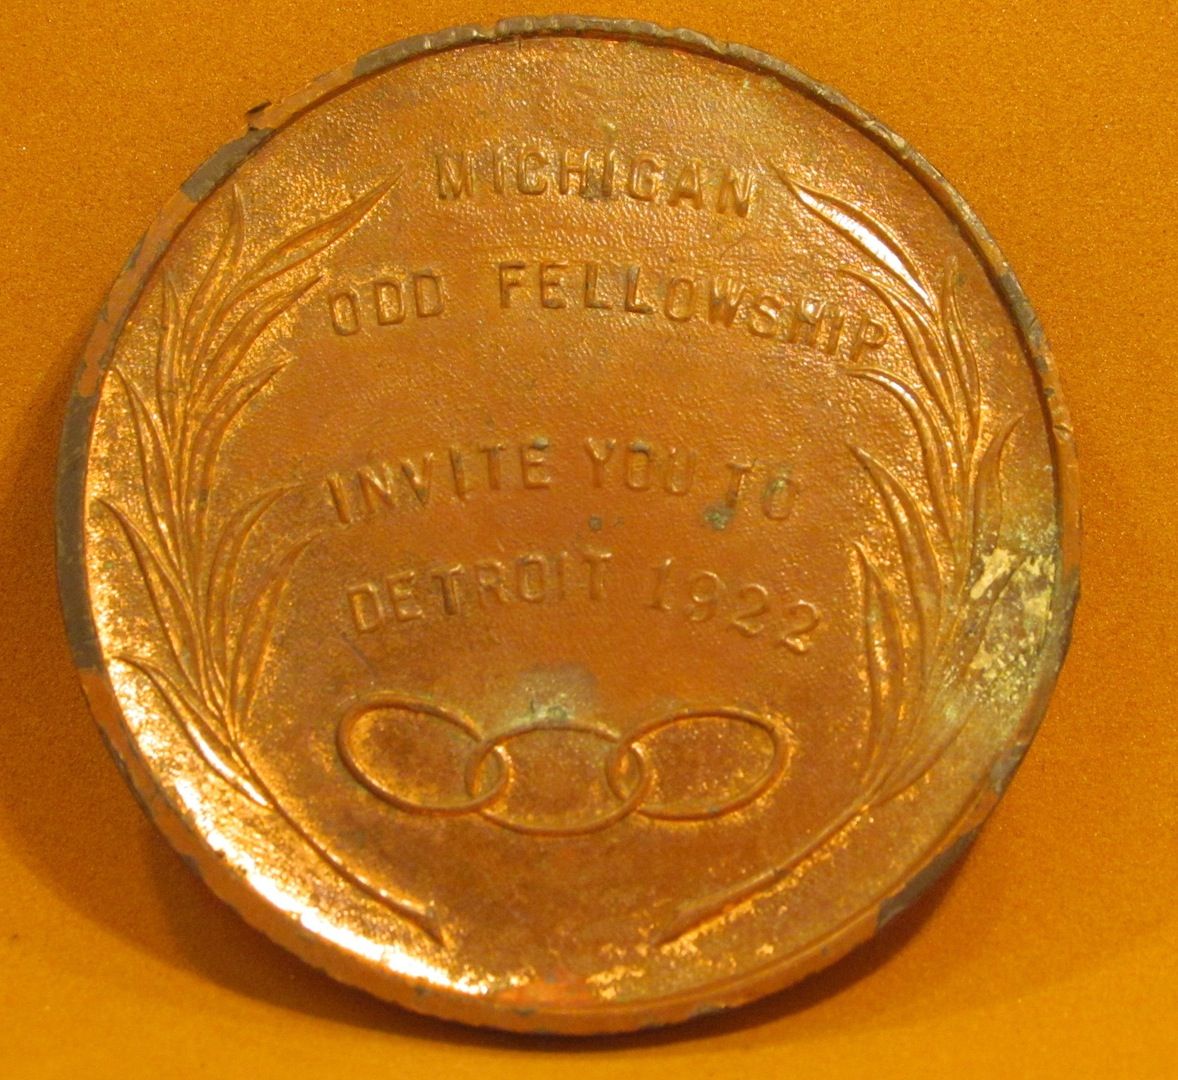 MICHIGAN
ODD FELLOWSHIP
INVITE YOU TO
DETROIT 1922